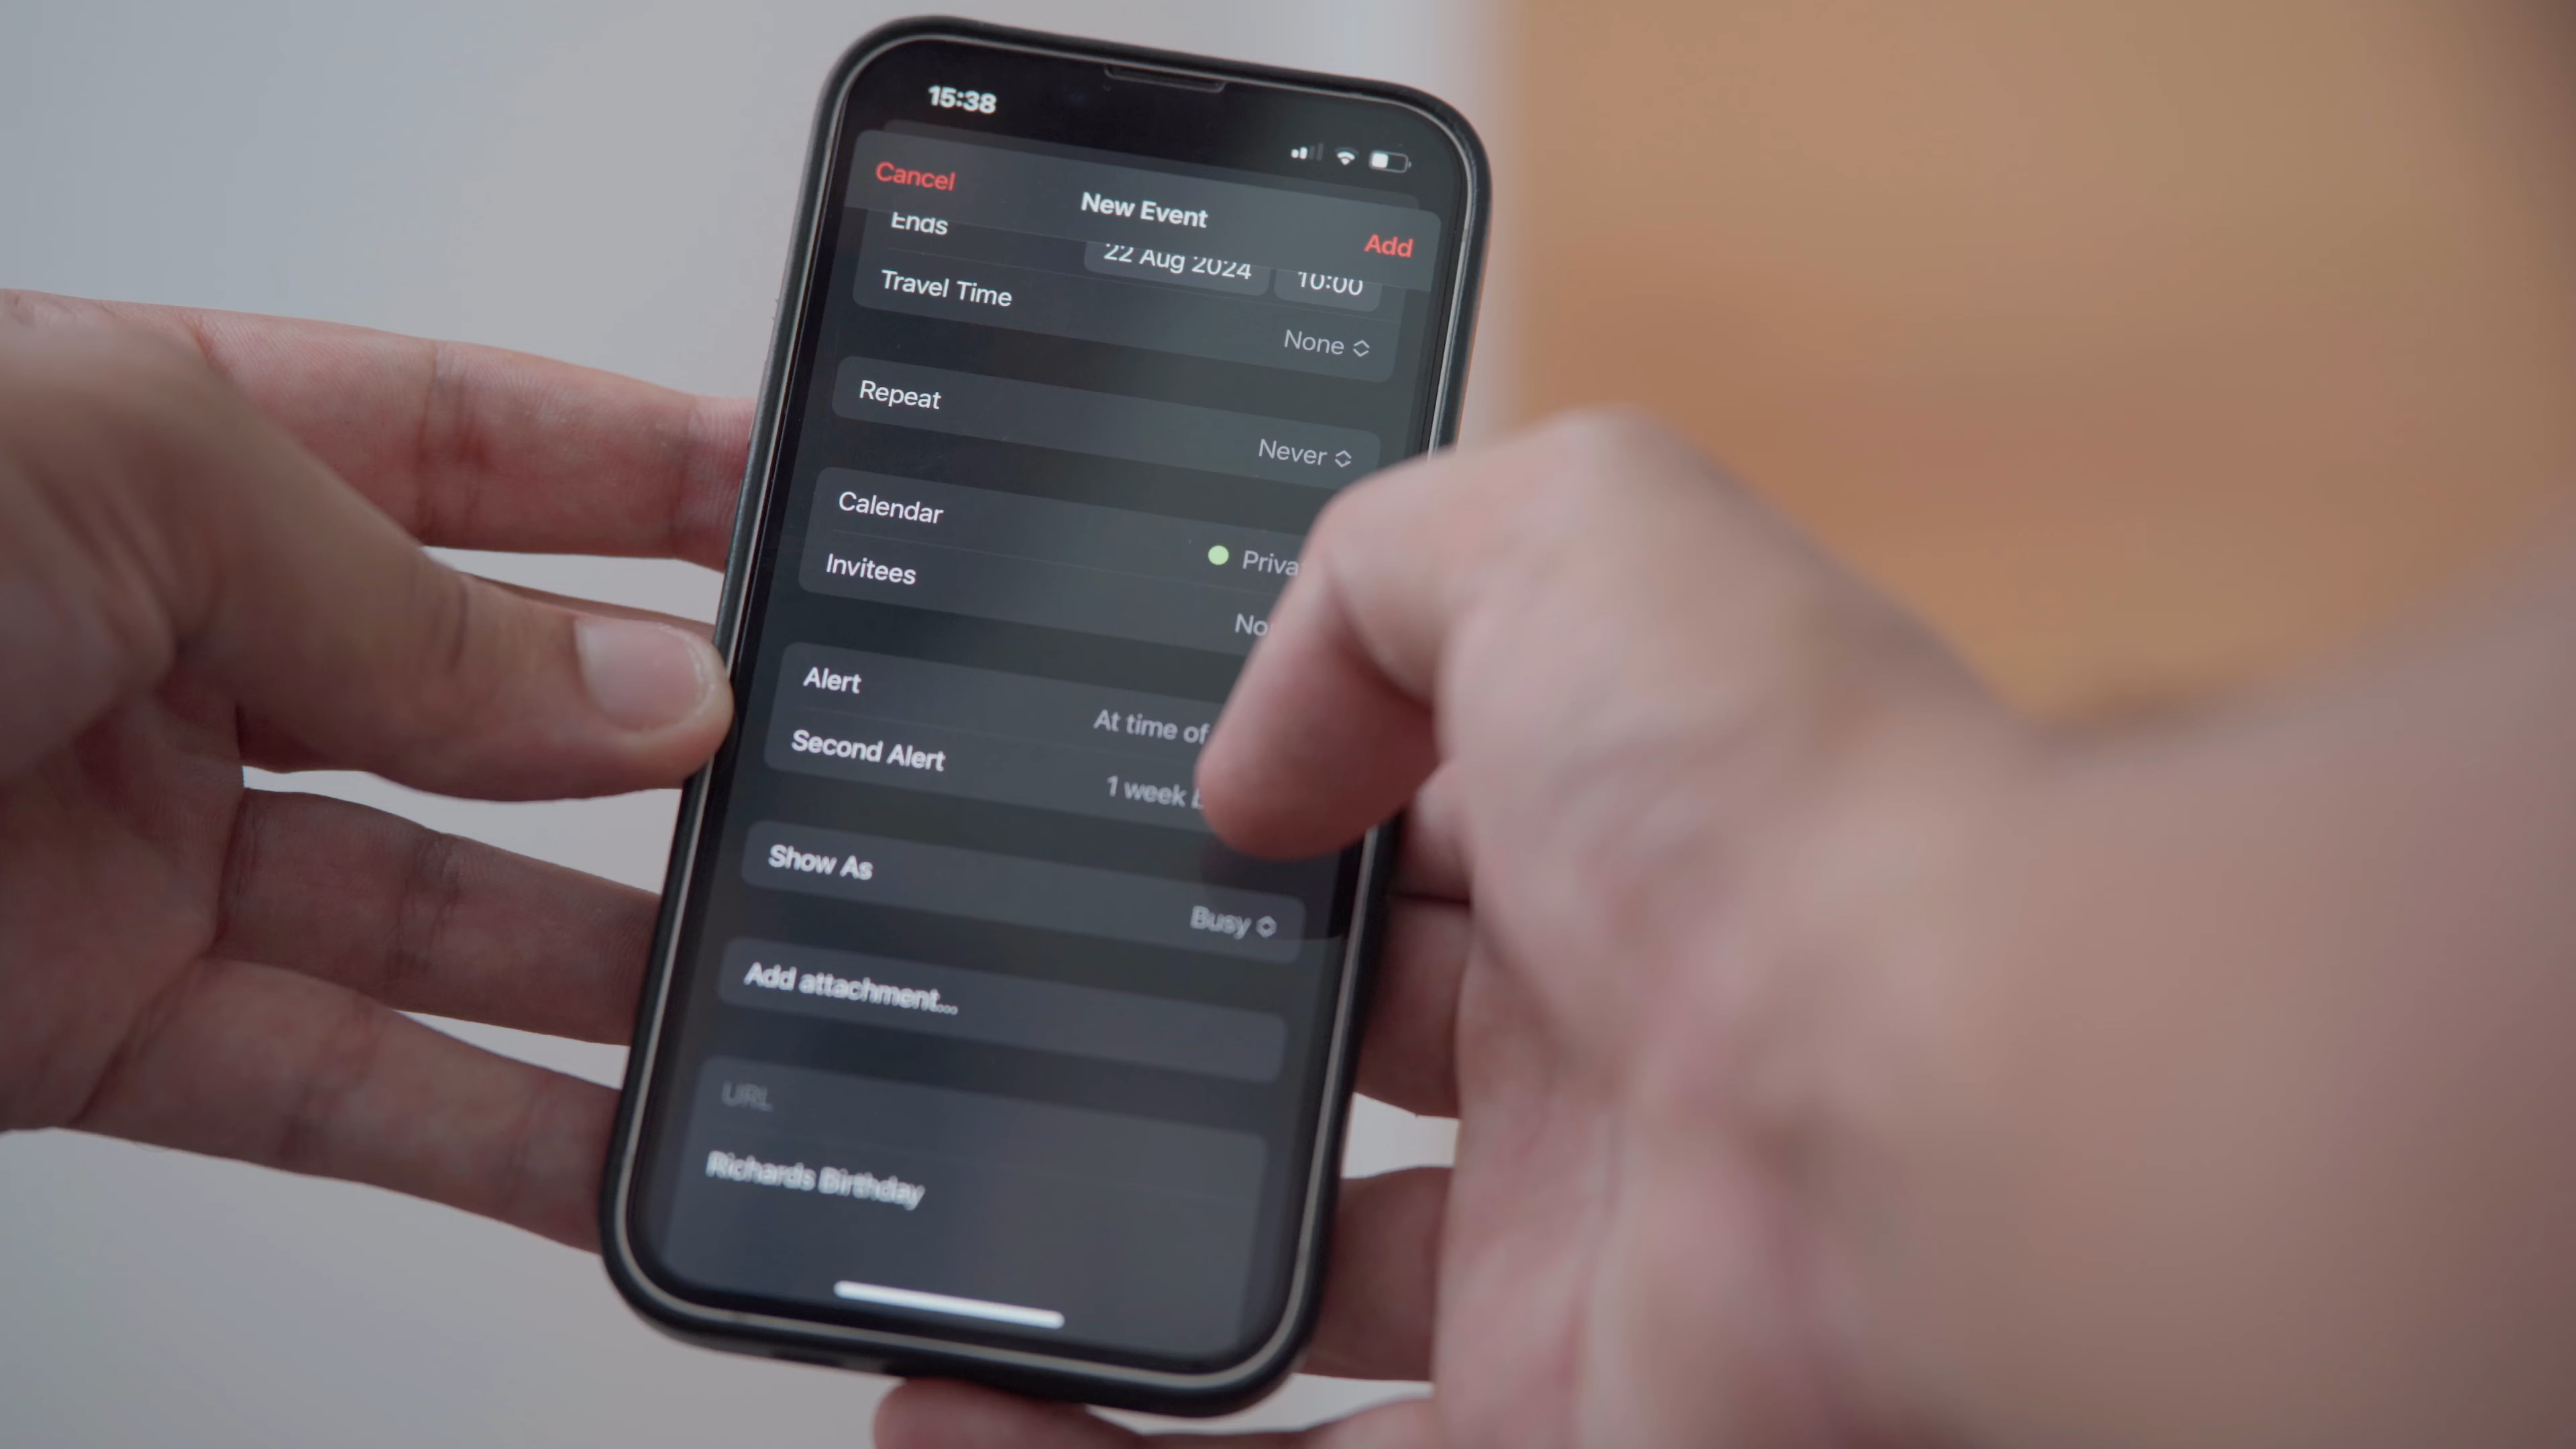 15:38
Cancel
New Event
Add
Ends
22 Aug 2024
10:00
Travel Time
None
Repeat
Never
Calendar
Invitees
Alert
At time of
Second Alert
1 week
Show As
Busy
Add attachment...
URL
Richards Birthday